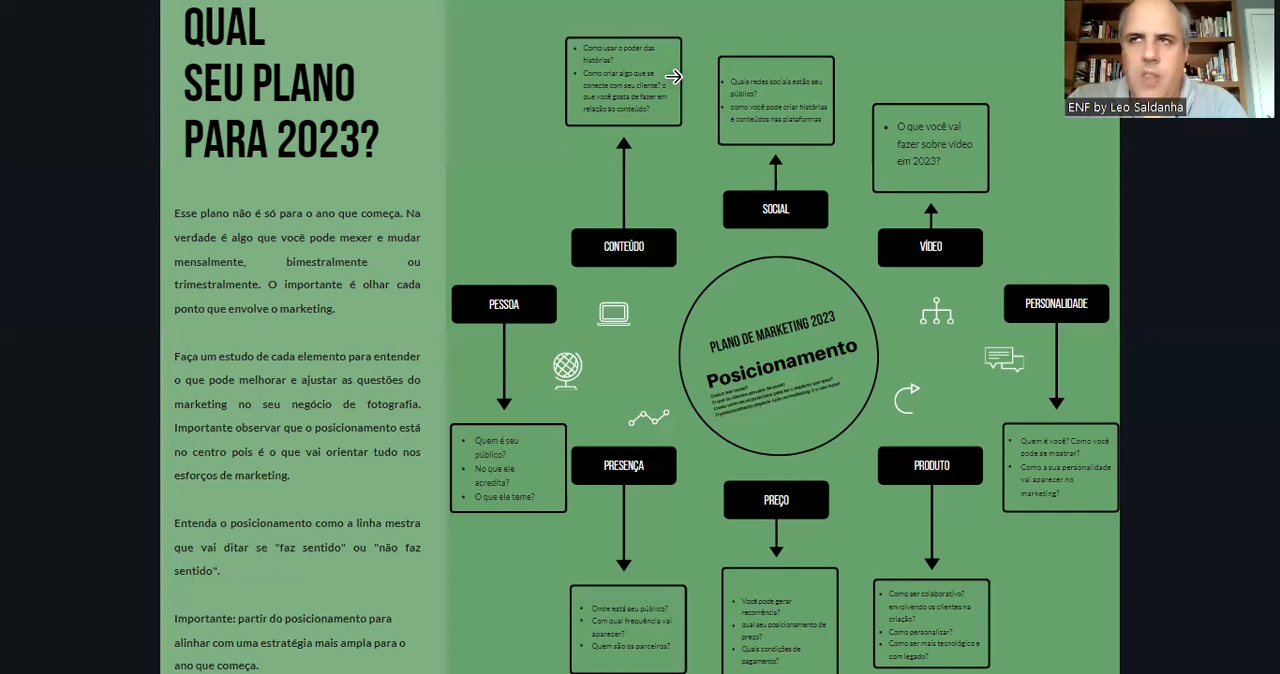 QUAL
SEU PLANO
PARA 2023?
Esse plano não é só para o ano que começa. Na
verdade é algo que você pode mexer e mudar
mensalmente, bimestralmente ou
trimestralmente. O importante é olhar cada
ponto que envolve o marketing.
Faça um estudo de cada elemento para entender
o que pode melhorar e ajustar as questões do
marketing no seu negócio de fotografia.
Importante observar que o posicionamento está
no centro pois é o que vai orientar tudo nos
esforços de marketing.
Entenda o posicionamento como a linha mestra
que vai ditar se "faz sentido" ou "não faz
sentido".
Importante: partir do posicionamento para
alinhar com uma estratégia mais ampla para o
ano que começa.
Como usar o poder das
histórias?
Como criar algo que se
conecte com seu cliente? o
que você gosta de fazer em
relação ao conteúdo?
CONTEÚDO
Quais redes sociais estão seu
público?
como você pode criar histórias
e conteúdos nas plataformas
SOCIAL
O que você vai
fazer sobre vídeo
em 2023?
VÍDEO
PESSOA
Quem é seu
público?
No que ele
acredita?
O que ele teme?
PLANO DE MARKETING 2023
Posicionamento
PERSONALIDADE
Quem é você? Como você
pode se mostrar?
Como a sua personalidade
vai aparecer no
marketing?
PRESENÇA
Onde está seu público?
Com qual frequência vai
aparecer?
Quem são os parceiros?
PREÇO
Você pode gerar
recorrência?
qual seu posicionamento de
preço?
Quais condições de
pagamento?
PRODUTO
Como ser colaborativo?
envolvendo os clientes na
criação?
Como personalizar?
Como ser mais tecnológico e
com legado?
ENF by Leo Saldanha